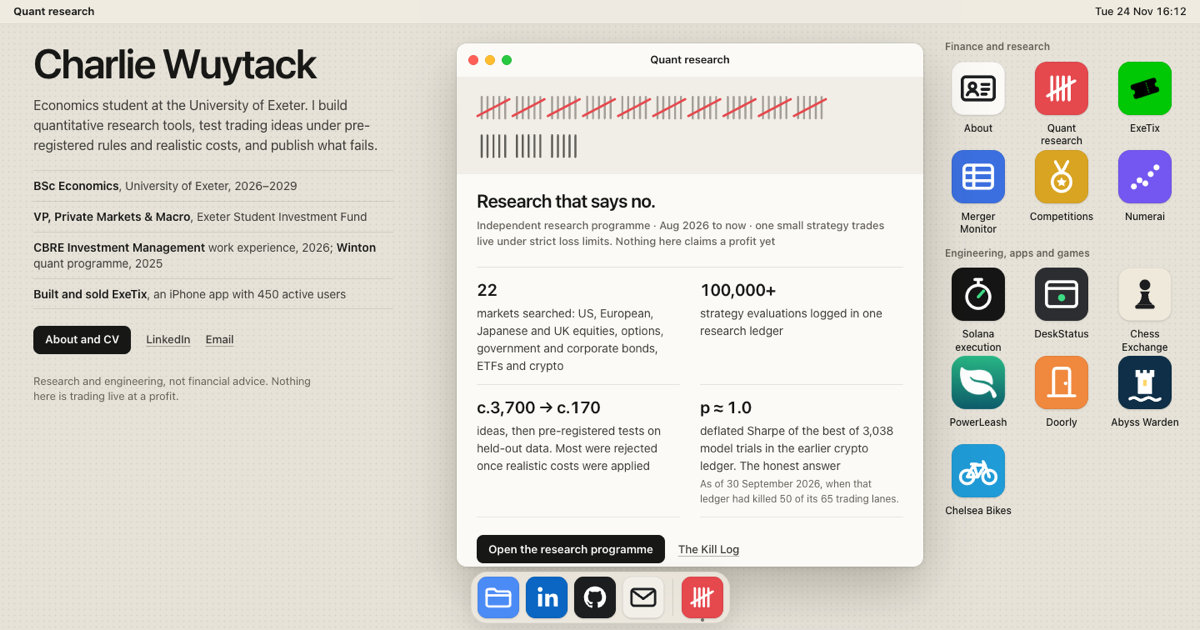 Quant research
Tue 24 Nov 16:12
Charlie Wuytack
Economics student at the University of Exeter. I build
quantitative research tools, test trading ideas under pre-
registered rules and realistic costs, and publish what fails.
BSc Economics, University of Exeter, 2026–2029
VP, Private Markets & Macro, Exeter Student Investment Fund
CBRE Investment Management work experience, 2026; Winton
quant programme, 2025
Built and sold ExeTix, an iPhone app with 450 active users
About and CV
LinkedIn
Email
Research and engineering, not financial advice. Nothing
here is trading live at a profit.
Quant research
Research that says no.
Independent research programme · Aug 2026 to now · one small strategy trades
live under strict loss limits. Nothing here claims a profit yet
22
markets searched: US, European,
Japanese and UK equities, options,
government and corporate bonds,
ETFs and crypto
100,000+
strategy evaluations logged in one
research ledger
c.3,700 → c.170
ideas, then pre-registered tests on
held-out data. Most were rejected
once realistic costs were applied
p ≈ 1.0
deflated Sharpe of the best of 3,038
model trials in the earlier crypto
ledger. The honest answer
As of 30 September 2026, when that
ledger had killed 50 of its 65 trading lanes.
Open the research programme
The Kill Log
in
Finance and research
About
Quant
research
ExeTix
Merger
Monitor
Competitions
Numerai
Engineering, apps and games
Solana
execution
DeskStatus
Chess
Exchange
PowerLeash
Doorly
Abyss Warden
Chelsea Bikes